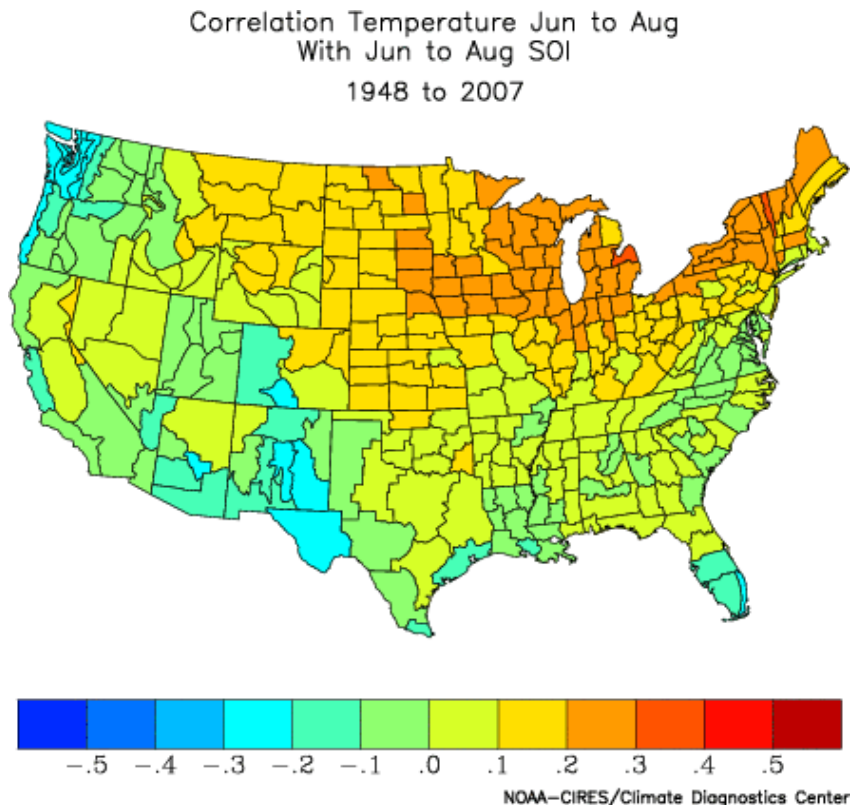 Correlation Temperature Jun to Aug
With Jun to Aug SOI
1948 to 2007
-.5 -.4 -.3 -.2 -.1 .0 .1 .2 .3 .4 .5
NOAA-CIRES/Climate Diagnostics Center